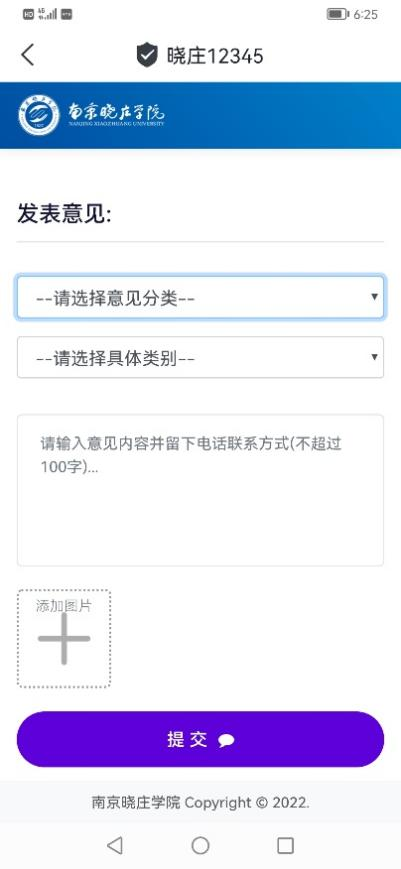 6:25
晓庄12345
南京晓庄学院
NANJING XIAOZHUANG UNIVERSITY
发表意见:
--请选择意见分类--
--请选择具体类别--
请输入意见内容并留下电话联系方式(不超过
100字)...
添加图片
提交
南京晓庄学院 Copyright © 2022.